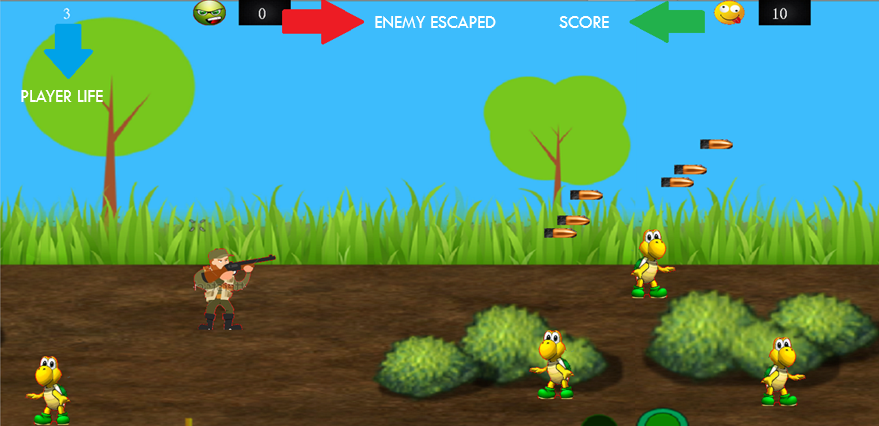 3
0
ENEMY ESCAPED
SCORE
10
PLAYER LIFE